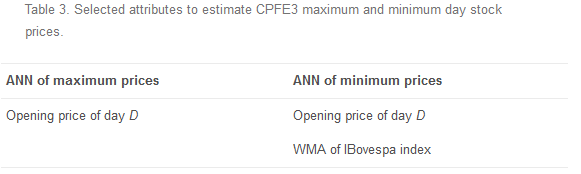 Table 3. Selected attributes to estimate CPFE3 maximum and minimum day stock
prices.
ANN of maximum prices ANN of minimum prices
Opening price of day D Opening price of day D
WMA of IBovespa index